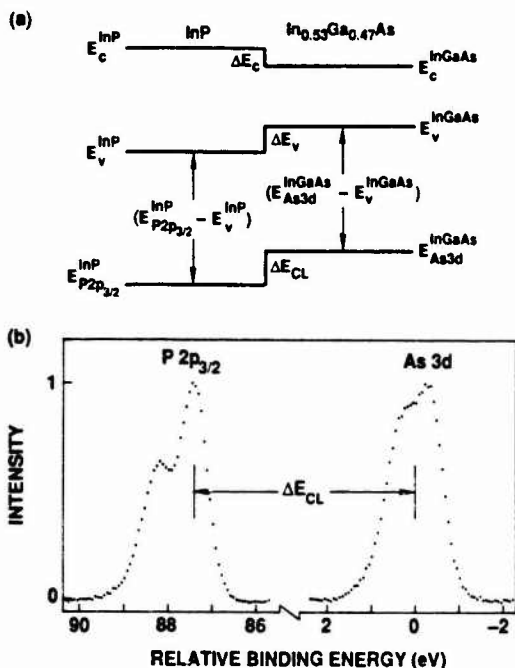 (a)
InP In0.53Ga0.47As
E_c^InP ΔE_c E_c^InGaAs
E_v^InP ΔE_v E_v^InGaAs
(E_P2p3/2^InP - E_v^InP) (E_As3d^InGaAs - E_v^InGaAs)
E_P2p3/2^InP ΔE_CL E_As3d^InGaAs
(b)
P 2p3/2 As 3d
1
INTENSITY
ΔE_CL
0
90 88 86 2 0 −2
RELATIVE BINDING ENERGY (eV)